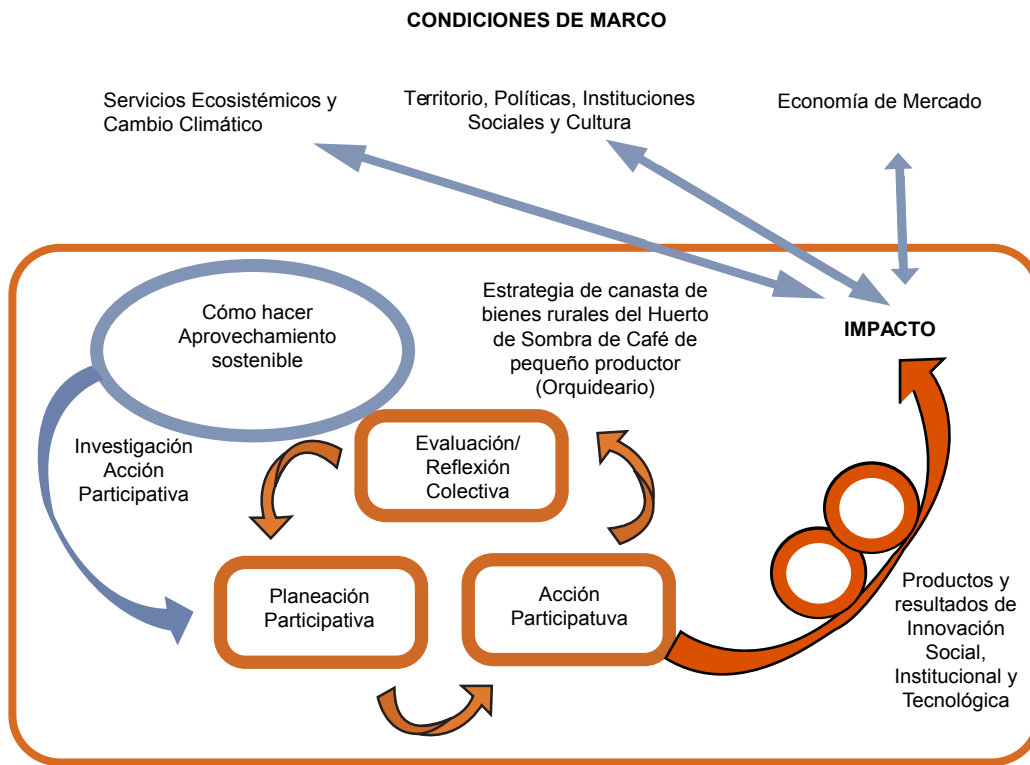 CONDICIONES DE MARCO
Servicios Ecosistémicos y
Cambio Climático
Territorio, Políticas, Instituciones
Sociales y Cultura
Economía de Mercado
Cómo hacer
Aprovechamiento
sostenible
Estrategia de canasta de
bienes rurales del Huerto
de Sombra de Café de
pequeño productor
(Orquideario)
IMPACTO
Investigación
Acción
Participativa
Evaluación/
Reflexión
Colectiva
Planeación
Participativa
Acción
Participatuva
Productos y
resultados de
Innovación
Social,
Institucional y
Tecnológica